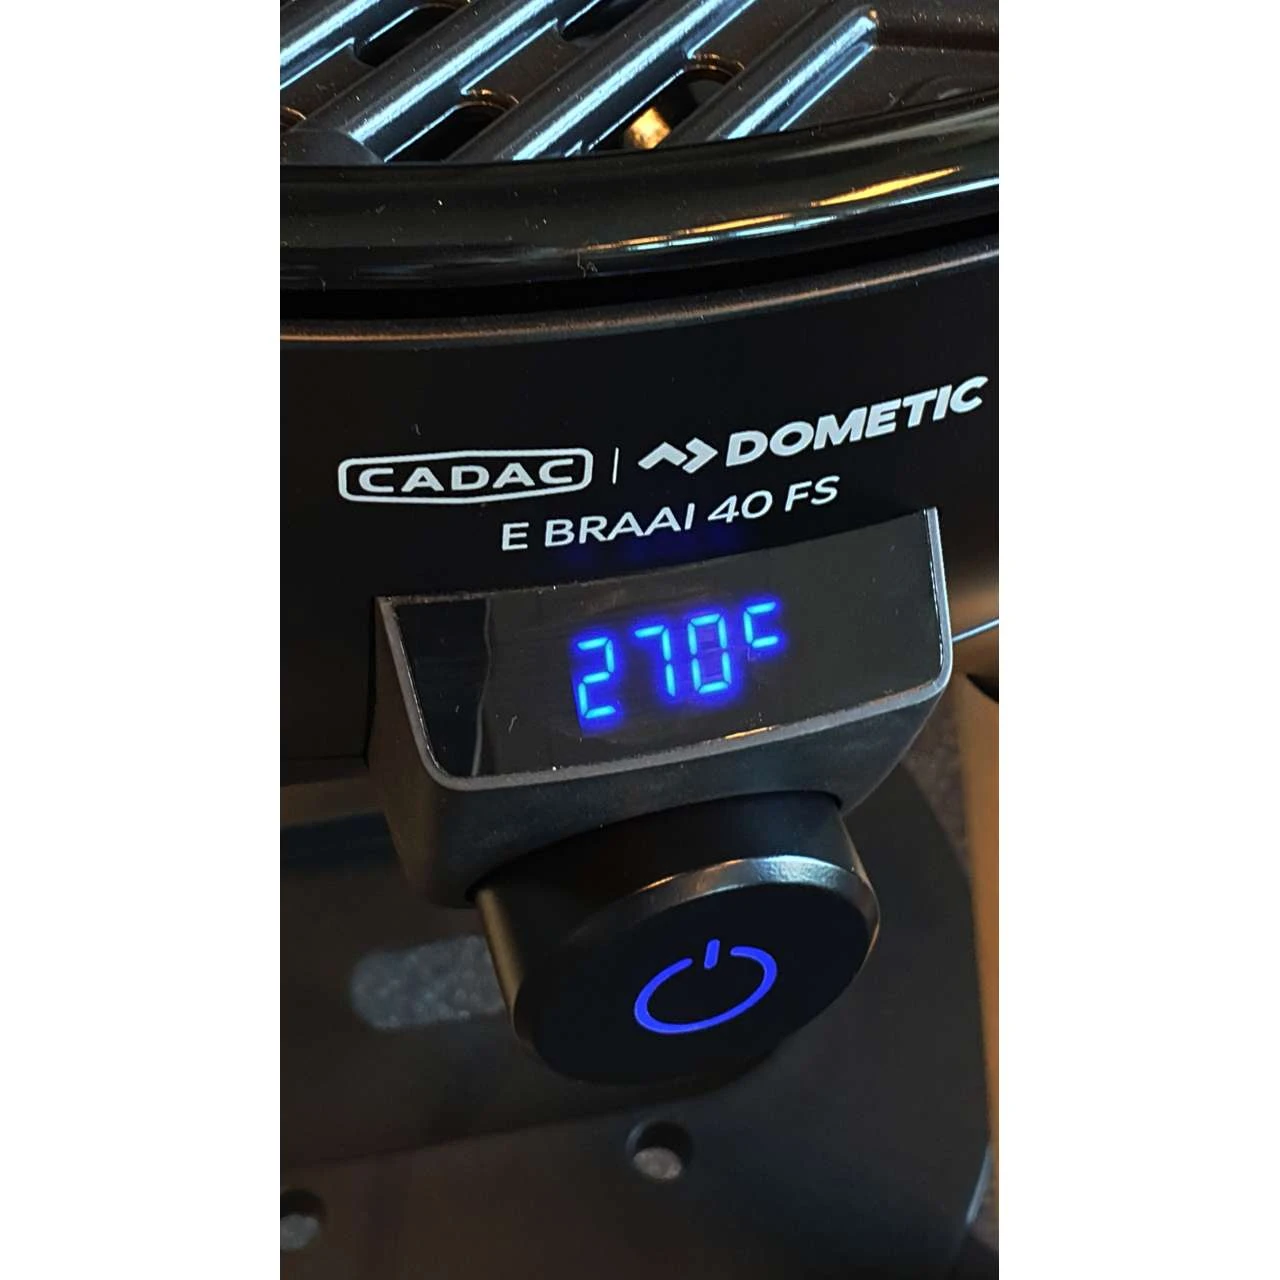 CADAC | DOMETIC
E BRAAI 40 FS
270c